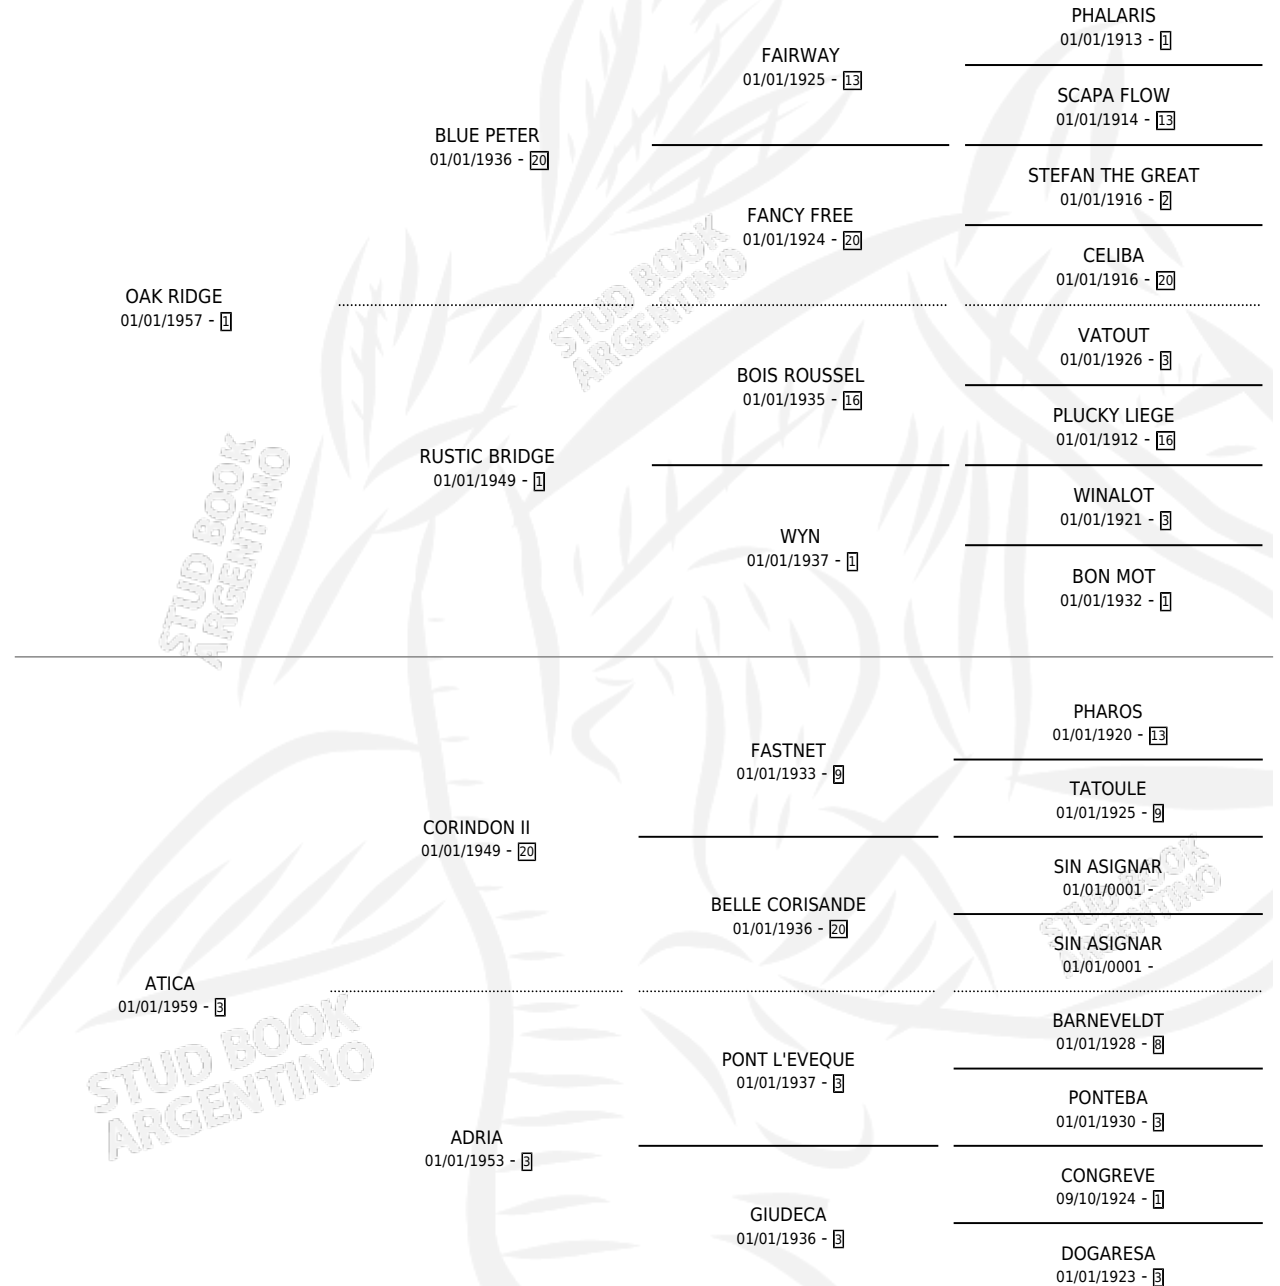 PHALARIS
01/01/1913 - 1
FAIRWAY
01/01/1925 - 13
SCAPA FLOW
01/01/1914 - 13
BLUE PETER
01/01/1936 - 20
STEFAN THE GREAT
01/01/1916 - 2
FANCY FREE
01/01/1924 - 20
CELIBA
01/01/1916 - 20
OAK RIDGE
01/01/1957 - 1
STUD BOOK
ARGENTINO
VATOUT
01/01/1926 - 3
BOIS ROUSSEL
01/01/1935 - 16
PLUCKY LIEGE
01/01/1912 - 16
RUSTIC BRIDGE
01/01/1949 - 1
WINALOT
01/01/1921 - 3
WYN
01/01/1937 - 1
BON MOT
01/01/1932 - 1
STUD BOOK
ARGENTINO
PHAROS
01/01/1920 - 13
FASTNET
01/01/1933 - 9
TATOULE
01/01/1925 - 9
CORINDON II
01/01/1949 - 20
SIN ASIGNAR
01/01/0001 -
BELLE CORISANDE
01/01/1936 - 20
SIN ASIGNAR
01/01/0001 -
STUD BOOK
ARGENTINO
ATICA
01/01/1959 - 3
BARNEVELDT
01/01/1928 - 8
PONT L'EVEQUE
01/01/1937 - 3
PONTEBA
01/01/1930 - 3
STUD BOOK
ARGENTINO
ADRIA
01/01/1953 - 3
CONGREVE
09/10/1924 - 1
GIUDECA
01/01/1936 - 3
DOGARESA
01/01/1923 - 3